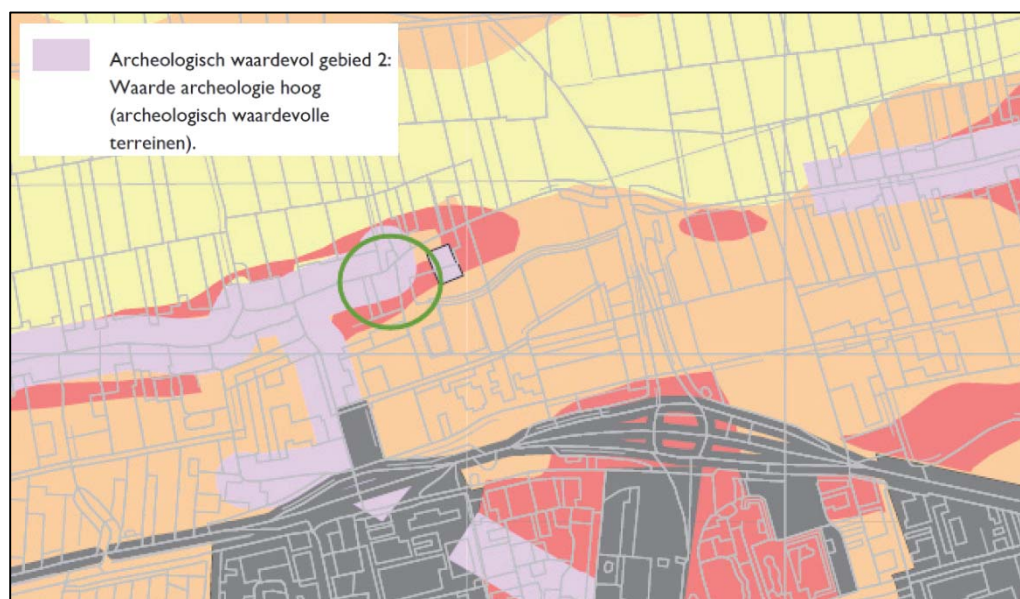 Archeologisch waardevol gebied 2:
Waarde archeologie hoog
(archeologisch waardevolle
terreinen).